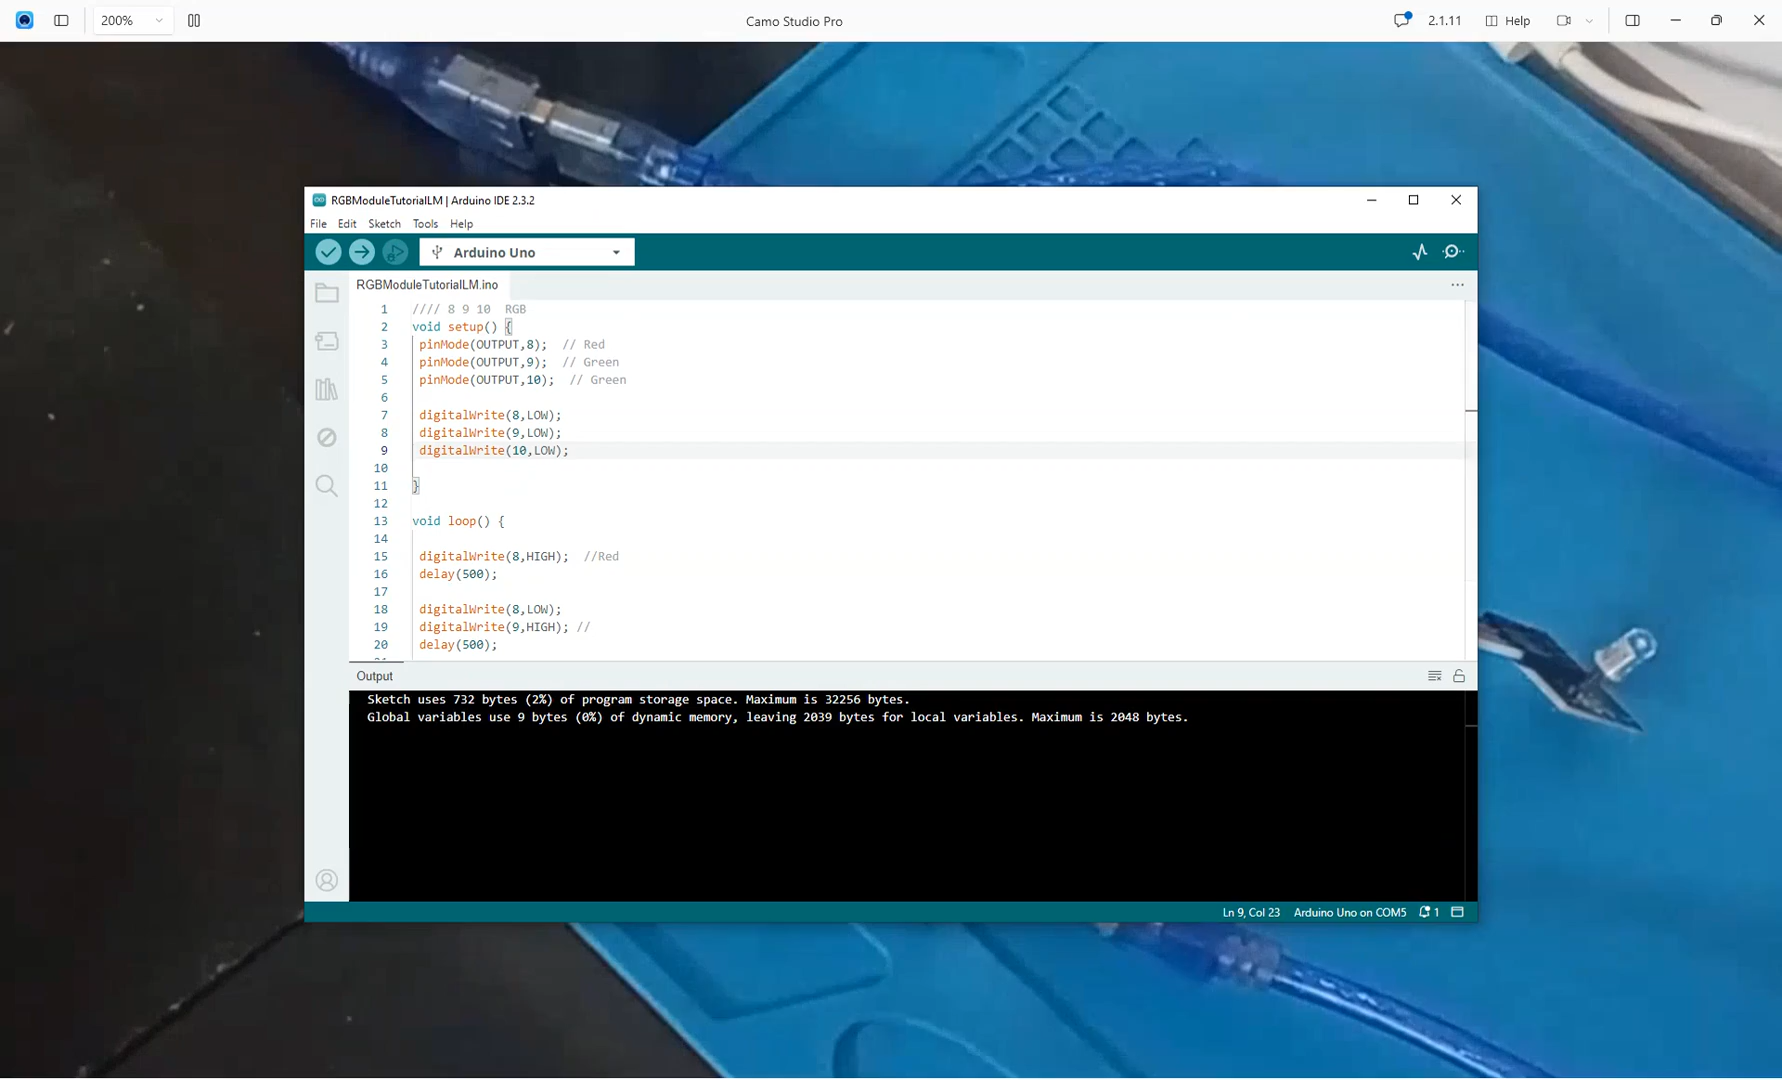 200%
Camo Studio Pro
2.1.11
Help
RGBModuleTutorialLM | Arduino IDE 2.3.2
File Edit Sketch Tools Help
Arduino Uno
RGBModuleTutorialLM.ino
1 //// 8 9 10  RGB
2 void setup() {
3 pinMode(OUTPUT,8);  // Red
4 pinMode(OUTPUT,9);  // Green
5 pinMode(OUTPUT,10);  // Green
6
7 digitalWrite(8,LOW);
8 digitalWrite(9,LOW);
9 digitalWrite(10,LOW);
10
11 }
12
13 void loop() {
14
15 digitalWrite(8,HIGH);  //Red
16 delay(500);
17
18 digitalWrite(8,LOW);
19 digitalWrite(9,HIGH); //
20 delay(500);
Output
Sketch uses 732 bytes (2%) of program storage space. Maximum is 32256 bytes.
Global variables use 9 bytes (0%) of dynamic memory, leaving 2039 bytes for local variables. Maximum is 2048 bytes.
Ln 9, Col 23 Arduino Uno on COM5 1